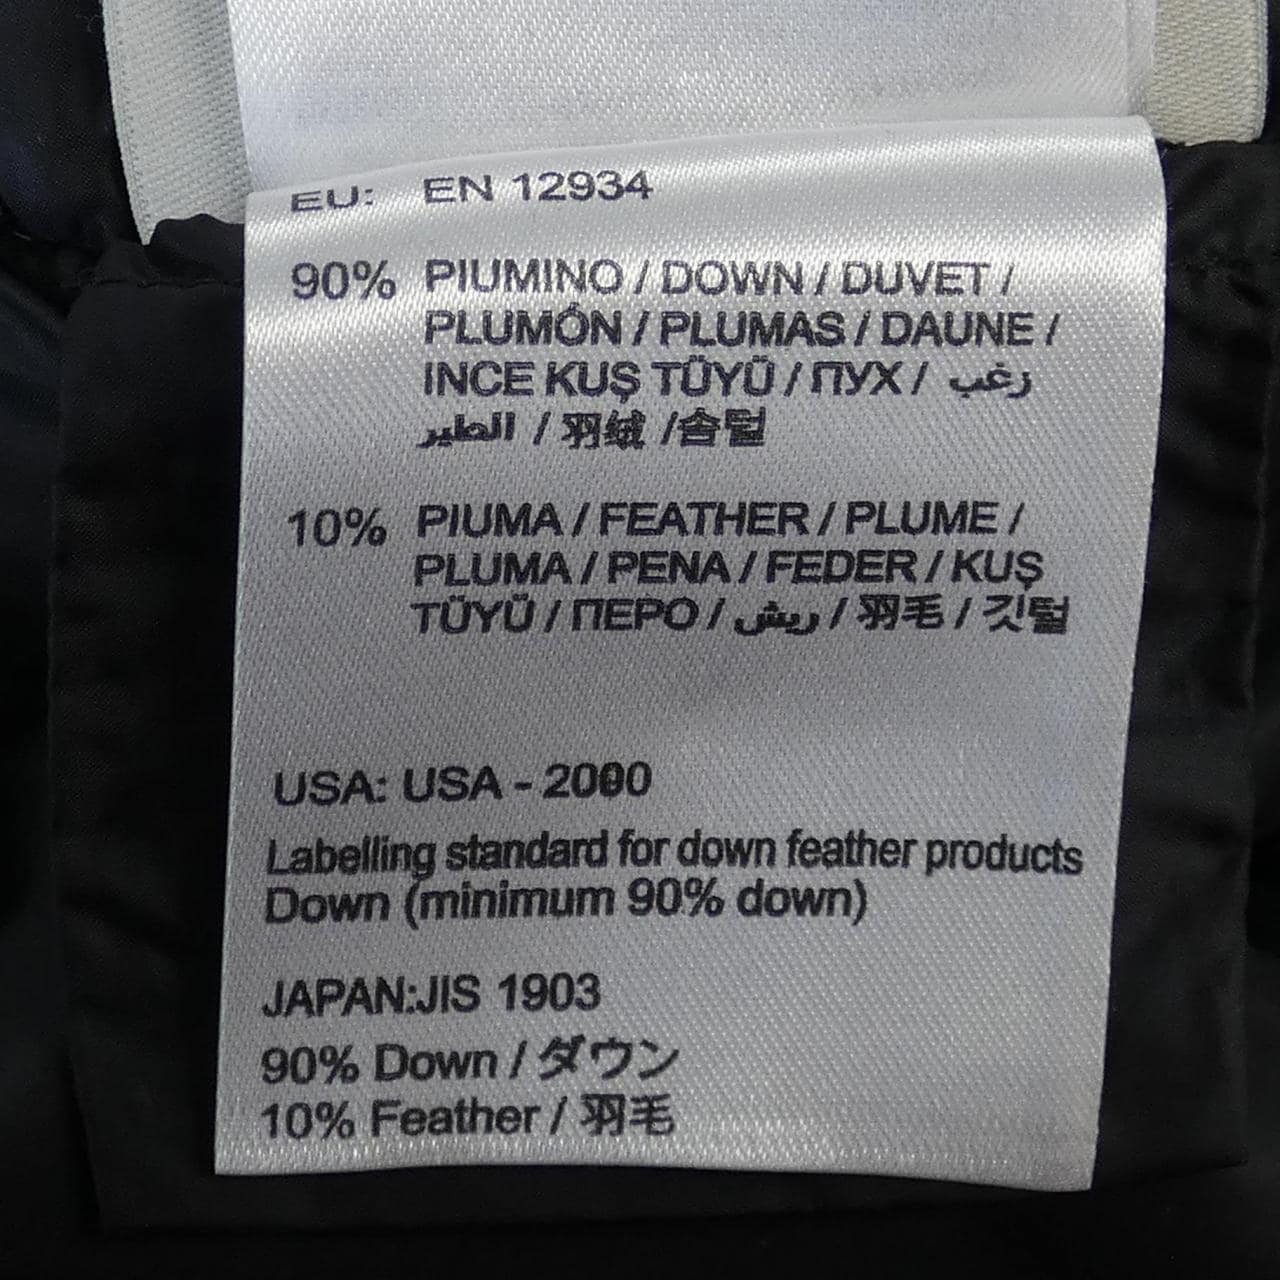 EU: EN 12934
90% PIUMINO / DOWN / DUVET /
PLUMÓN / PLUMAS / DAUNE /
INCE KUŞ TÜYÜ / ПУХ / زغب
الطير / 羽绒 /솜털
10% PIUMA / FEATHER / PLUME /
PLUMA / PENA / FEDER / KUŞ
TÜYÜ / ПЕРО / ريش / 羽毛 / 깃털
USA: USA - 2000
Labelling standard for down feather products
Down (minimum 90% down)
JAPAN:JIS 1903
90% Down / ダウン
10% Feather / 羽毛